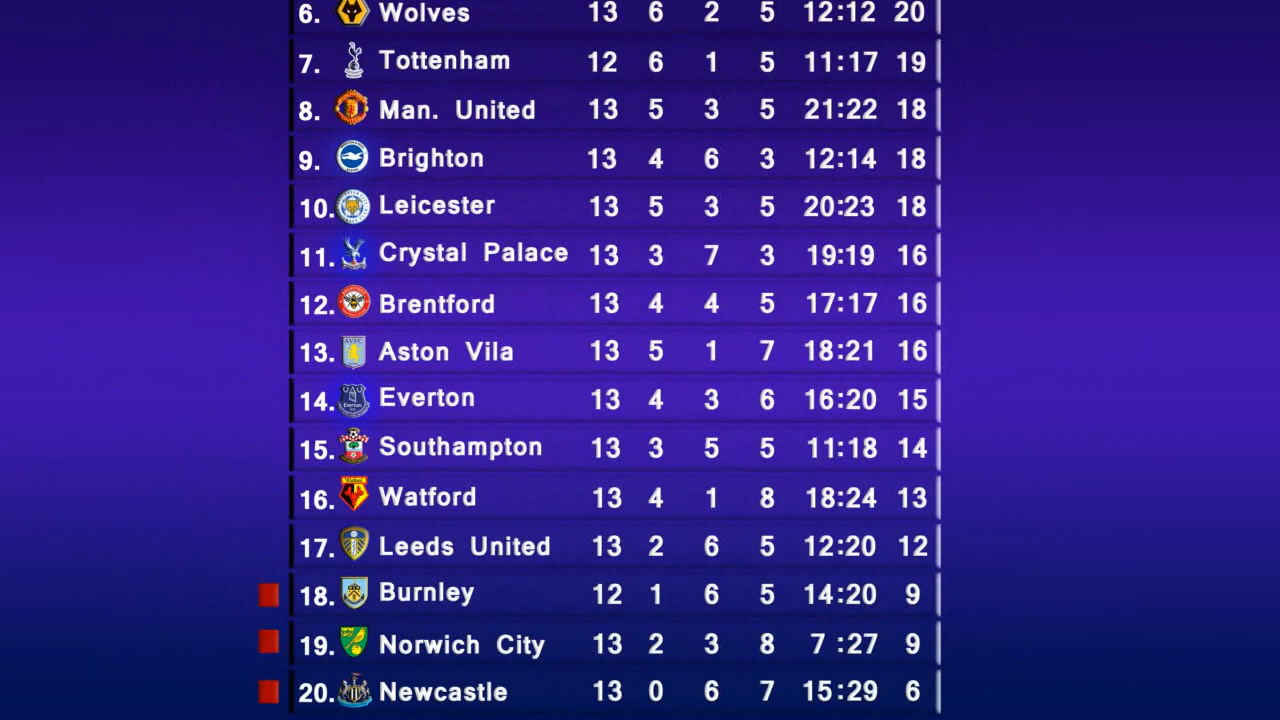 6. Wolves 13 6 2 5 12:12 20
7. Tottenham 12 6 1 5 11:17 19
8. Man. United 13 5 3 5 21:22 18
9. Brighton 13 4 6 3 12:14 18
10. Leicester 13 5 3 5 20:23 18
11. Crystal Palace 13 3 7 3 19:19 16
12. Brentford 13 4 4 5 17:17 16
13. Aston Vila 13 5 1 7 18:21 16
14. Everton 13 4 3 6 16:20 15
15. Southampton 13 3 5 5 11:18 14
16. Watford 13 4 1 8 18:24 13
17. Leeds United 13 2 6 5 12:20 12
18. Burnley 12 1 6 5 14:20 9
19. Norwich City 13 2 3 8 7 :27 9
20. Newcastle 13 0 6 7 15:29 6